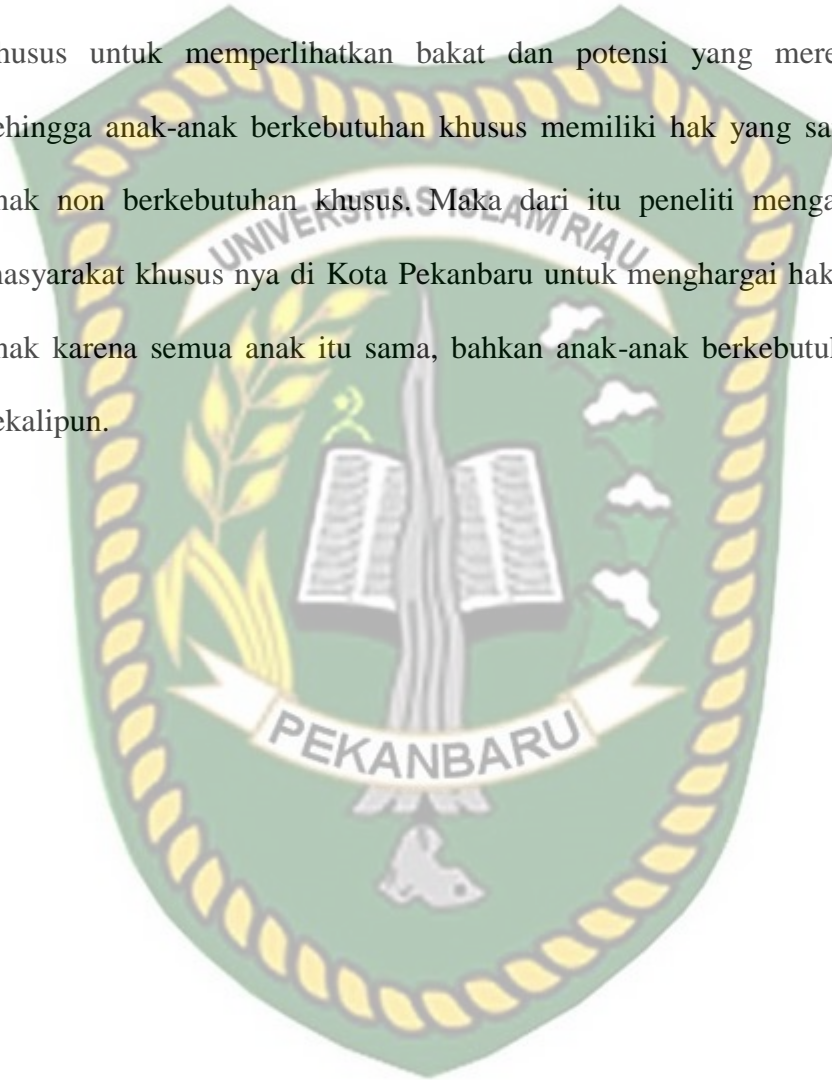 husus untuk memperlihatkan bakat dan potensi yang mere
ehingga anak-anak berkebutuhan khusus memiliki hak yang sa
nak non berkebutuhan khusus. Maka dari itu peneliti menga
asyarakat khusus nya di Kota Pekanbaru untuk menghargai hak
nak karena semua anak itu sama, bahkan anak-anak berkebutuh
ekalipun.
UNIVERSITAS ISLAM RIAU
PEKANBARU